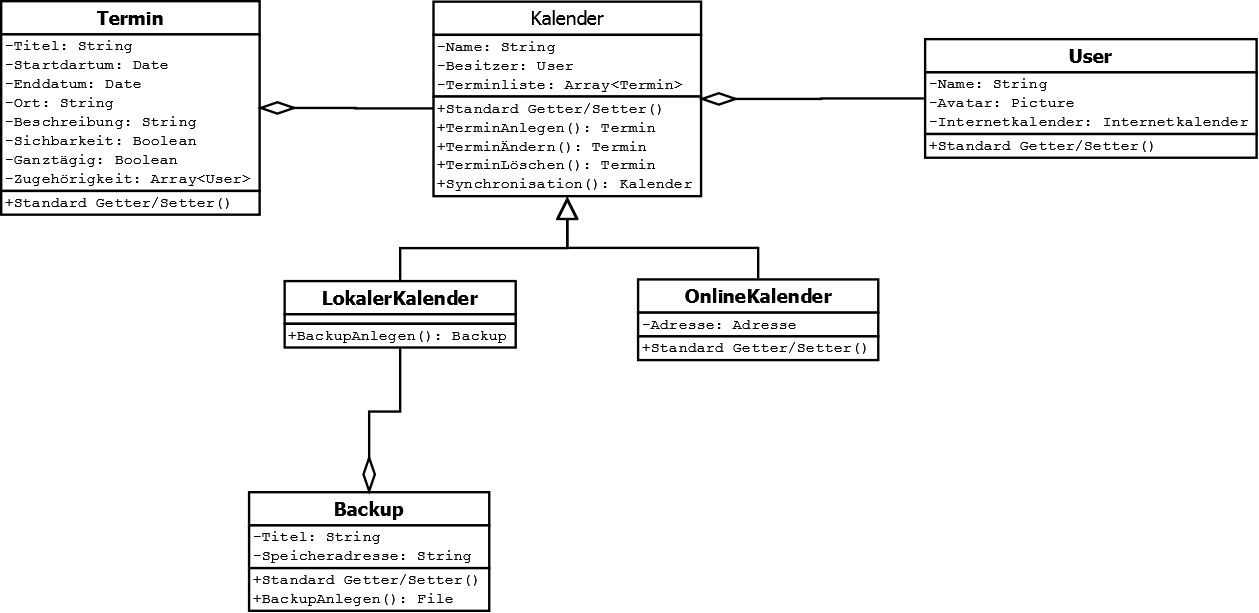 Termin
-Titel: String
-Startdartum: Date
-Enddatum: Date
-Ort: String
-Beschreibung: String
-Sichbarkeit: Boolean
-Ganztägig: Boolean
-Zugehörigkeit: Array<User>
+Standard Getter/Setter()
Kalender
-Name: String
-Besitzer: User
-Terminliste: Array<Termin>
+Standard Getter/Setter()
+TerminAnlegen(): Termin
+TerminÄndern(): Termin
+TerminLöschen(): Termin
+Synchronisation(): Kalender
User
-Name: String
-Avatar: Picture
-Internetkalender: Internetkalender
+Standard Getter/Setter()
LokalerKalender
+BackupAnlegen(): Backup
OnlineKalender
-Adresse: Adresse
+Standard Getter/Setter()
Backup
-Titel: String
-Speicheradresse: String
+Standard Getter/Setter()
+BackupAnlegen(): File